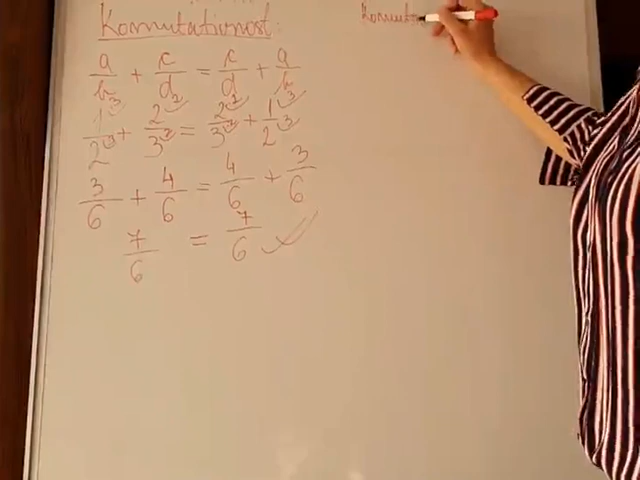 Komutativnost:
a/b + c/d = c/d + a/b
1/2 + 2/3 = 2/3 + 1/2
3/6 + 4/6 = 4/6 + 3/6
7/6 = 7/6 ✓